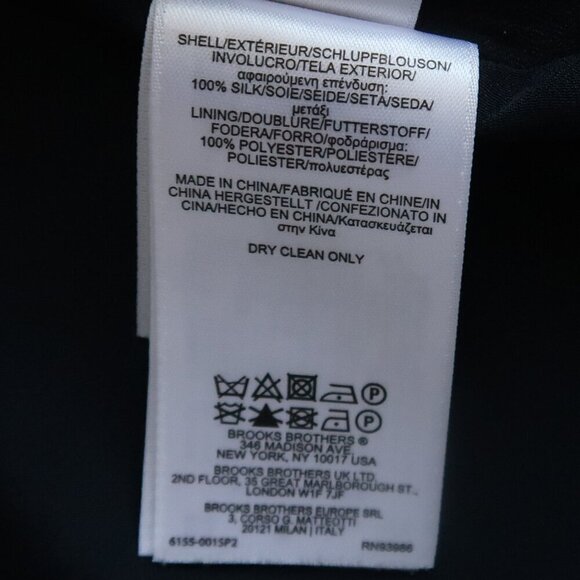 SHELL/EXTÉRIEUR/SCHLUPFBLOUSON/
INVOLUCRO/TELA EXTERIOR/
αφαιρούμενη επένδυση:
100% SILK/SOIE/SEIDE/SETA/SEDA/
μετάξι
LINING/DOUBLURE/FUTTERSTOFF/
FODERA/FORRO/φοδράρισμα:
100% POLYESTER/POLIESTERE/
POLIESTER/πολυεστέρας
MADE IN CHINA/FABRIQUÉ EN CHINE/IN
CHINA HERGESTELLT /CONFEZIONATO IN
CINA/HECHO EN CHINA/Κατασκευάζεται
στην Κίνα
DRY CLEAN ONLY
P
P
BROOKS BROTHERS ®
346 MADISON AVE.
NEW YORK, NY 10017 USA
BROOKS BROTHERS UK LTD.
2ND FLOOR, 35 GREAT MARLBOROUGH ST.,
LONDON W1F 7JF
BROOKS BROTHERS EUROPE SRL
3, CORSO G. MATTEOTTI
20121 MILAN | ITALY
6155-001SP2 RN93986